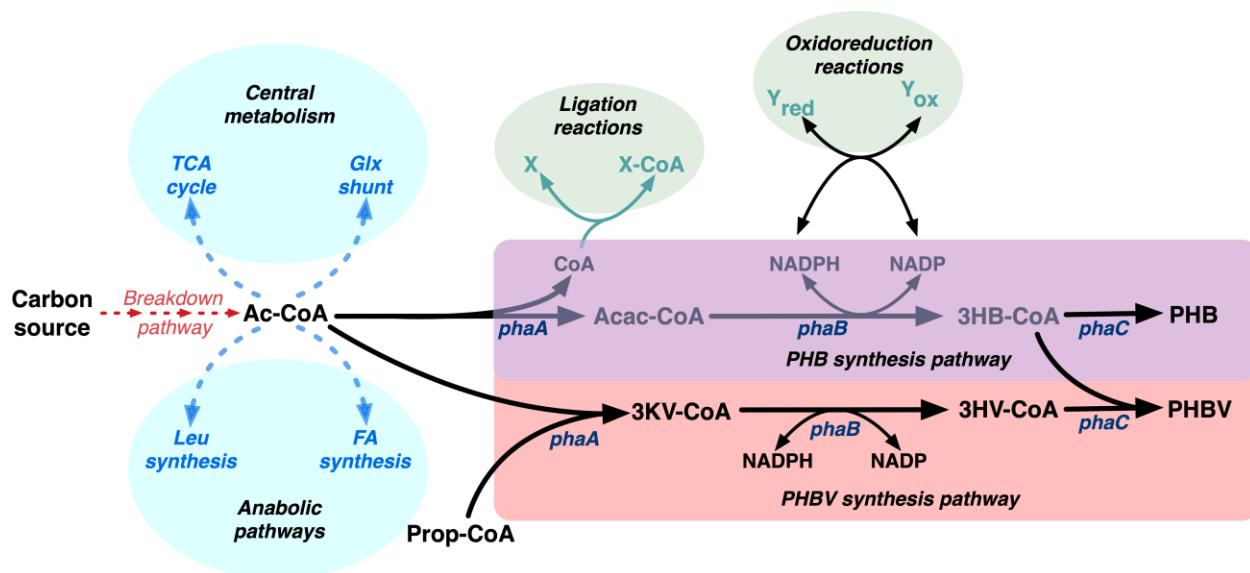 Oxidoreduction
reactions
Y red
Y ox
Central
metabolism
Ligation
reactions
TCA
cycle
Glx
shunt
X
X-CoA
CoA
NADPH
NADP
Carbon
source
Breakdown
pathway
Ac-CoA
phaA
Acac-CoA
phaB
3HB-CoA
phaC
PHB
PHB synthesis pathway
3KV-CoA
phaA
phaB
3HV-CoA
phaC
PHBV
NADPH
NADP
Leu
synthesis
FA
synthesis
PHBV synthesis pathway
Anabolic
pathways
Prop-CoA